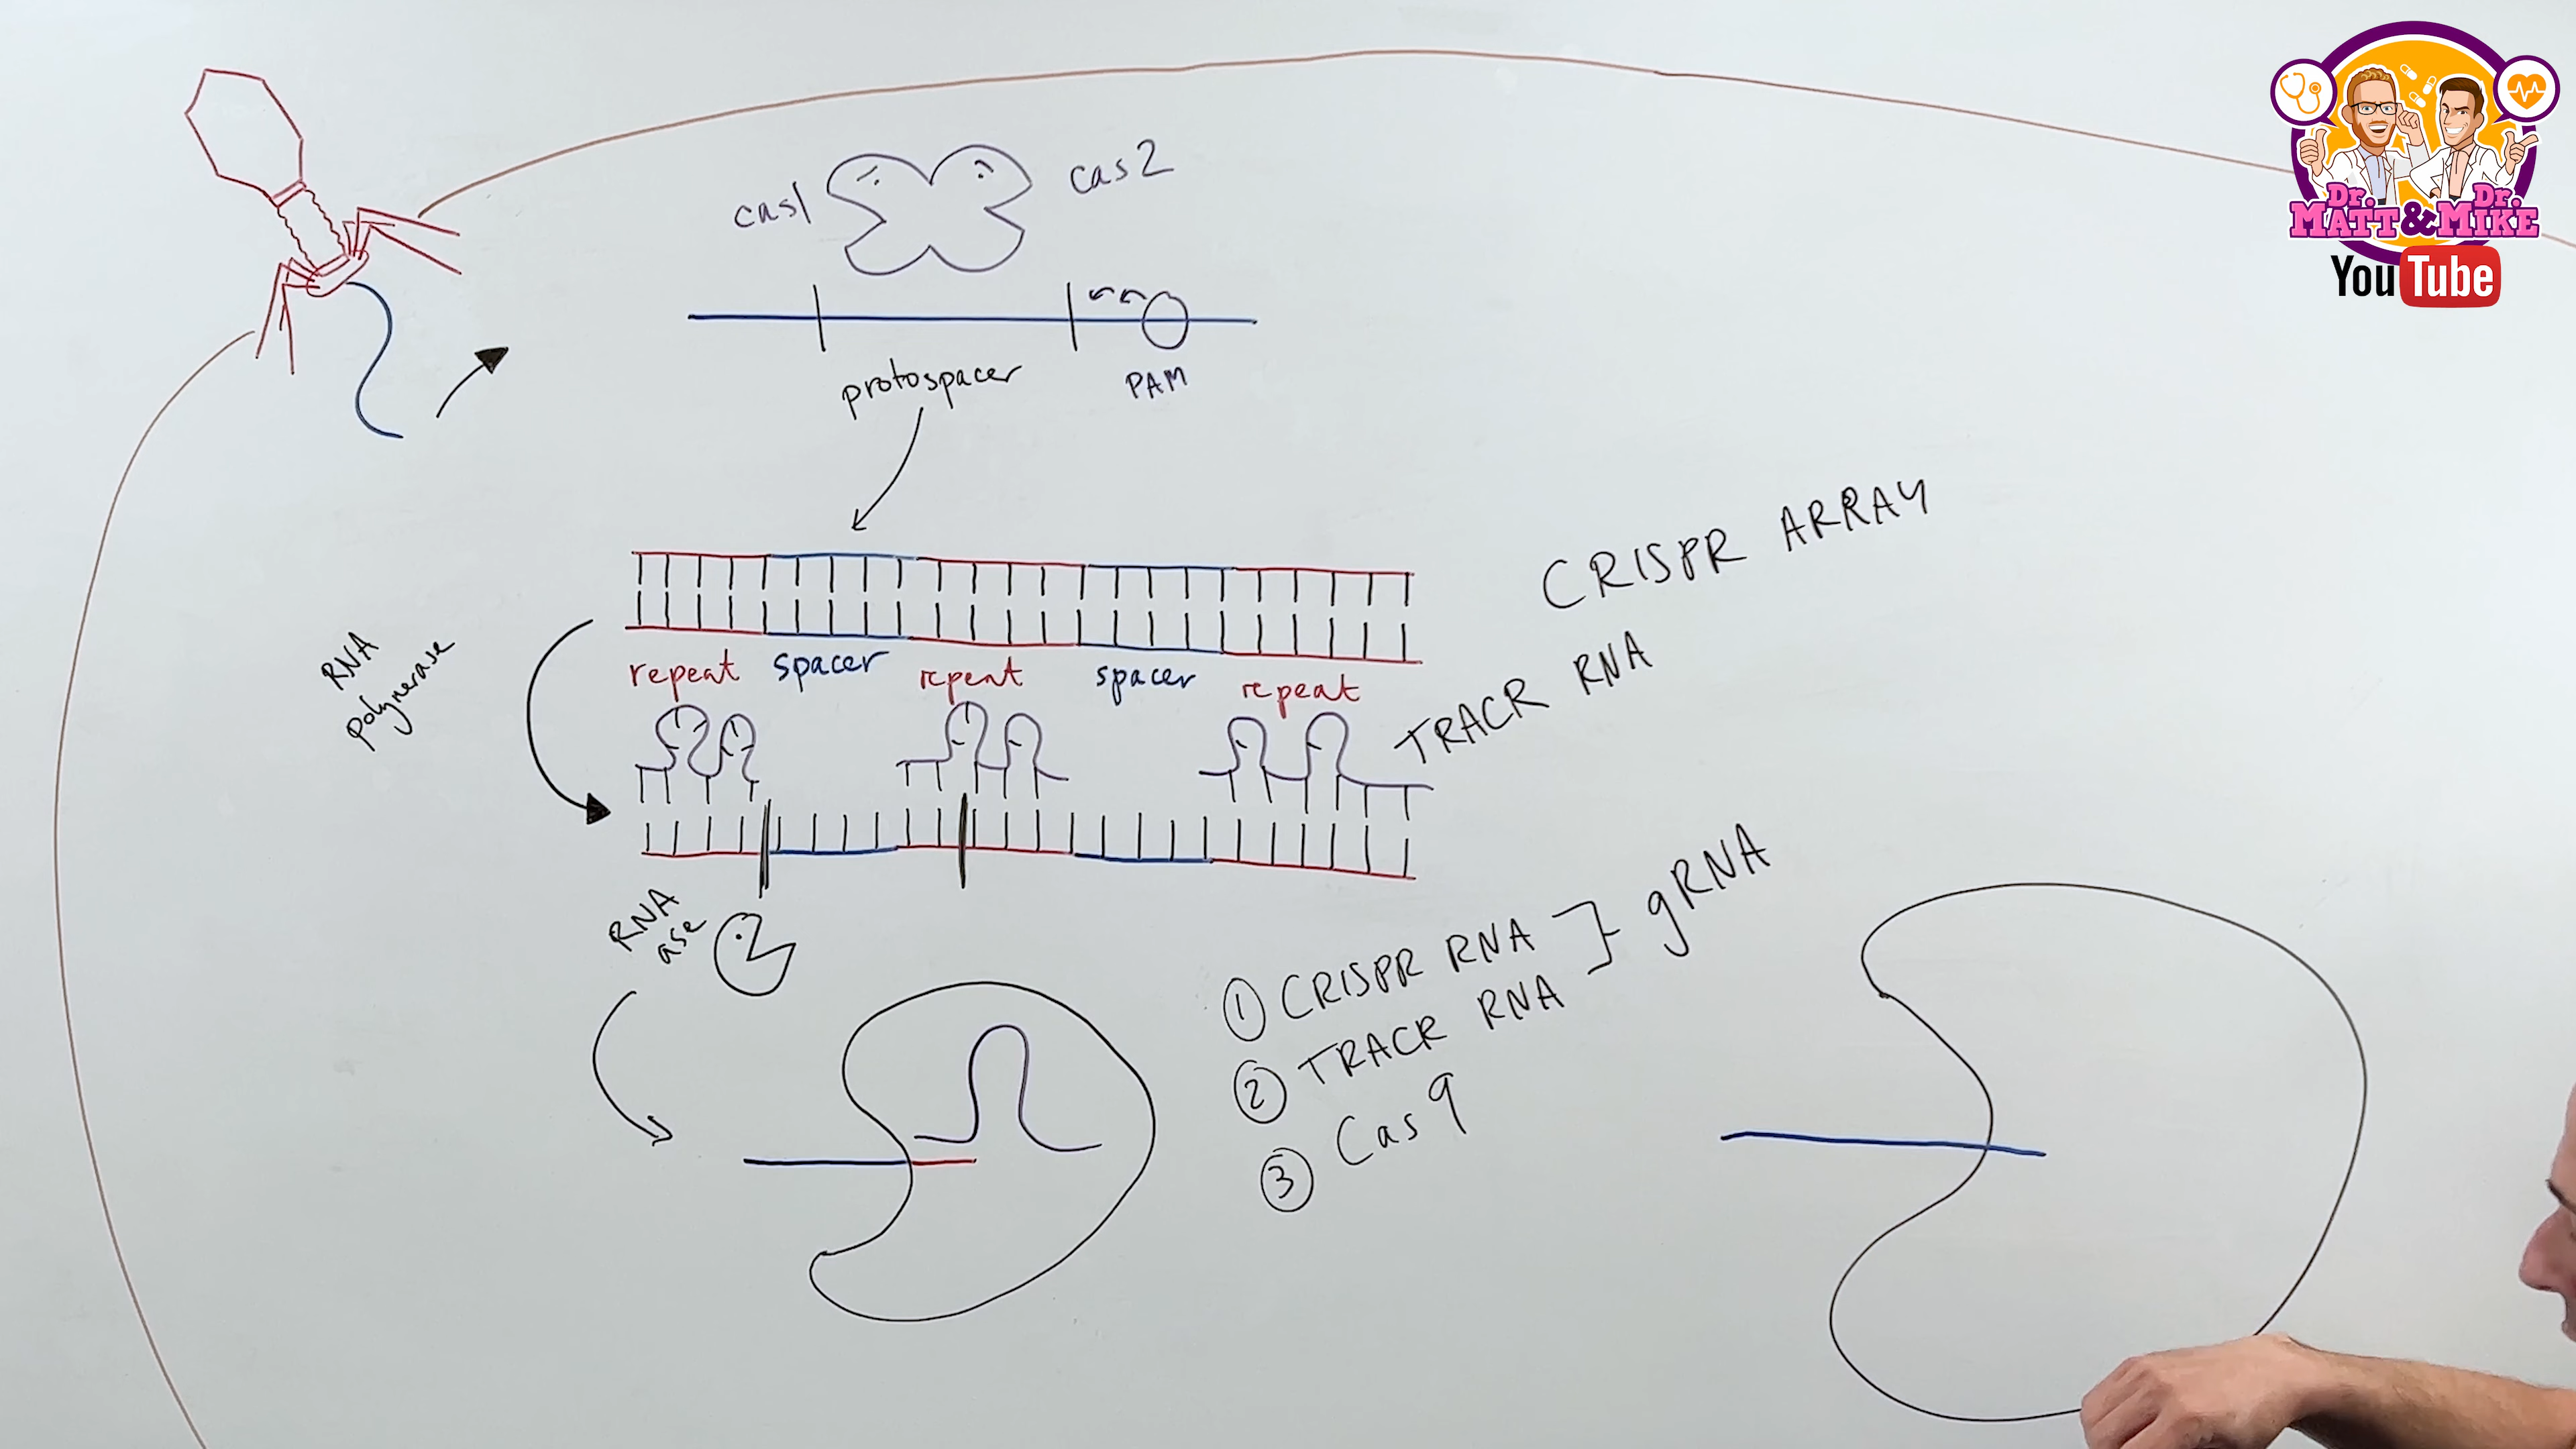 Dr. Dr.
MATT & MIKE
YouTube
cas1
cas2
protospacer
PAM
CRISPR ARRAY
repeat spacer repeat spacer repeat
RNA
polymerase
TRACR RNA
RNA
ase
① CRISPR RNA
② TRACR RNA
③ Cas9
gRNA